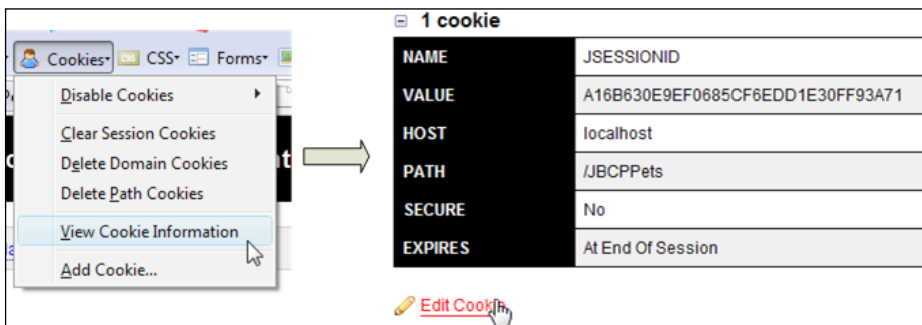 Cookies
CSS
Forms
Disable Cookies
Clear Session Cookies
Delete Domain Cookies
Delete Path Cookies
View Cookie Information
Add Cookie...
1 cookie
NAME JSESSIONID
VALUE A16B630E9EF0685CF6EDD1E30FF93A71
HOST localhost
PATH /JBCPPets
SECURE No
EXPIRES At End Of Session
Edit Cookie